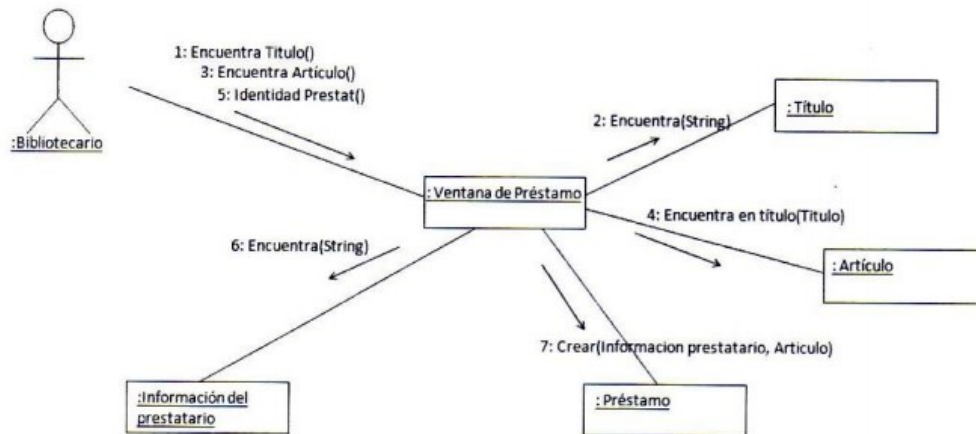 1: Encuentra Titulo()
3: Encuentra Artículo()
5: Identidad Prestat()
:Bibliotecario
2: Encuentra(String)
:Título
: Ventana de Préstamo
4: Encuentra en título(Titulo)
6: Encuentra(String)
: Artículo
7: Crear(Informacion prestatario, Articulo)
:Información del
prestatario
: Préstamo